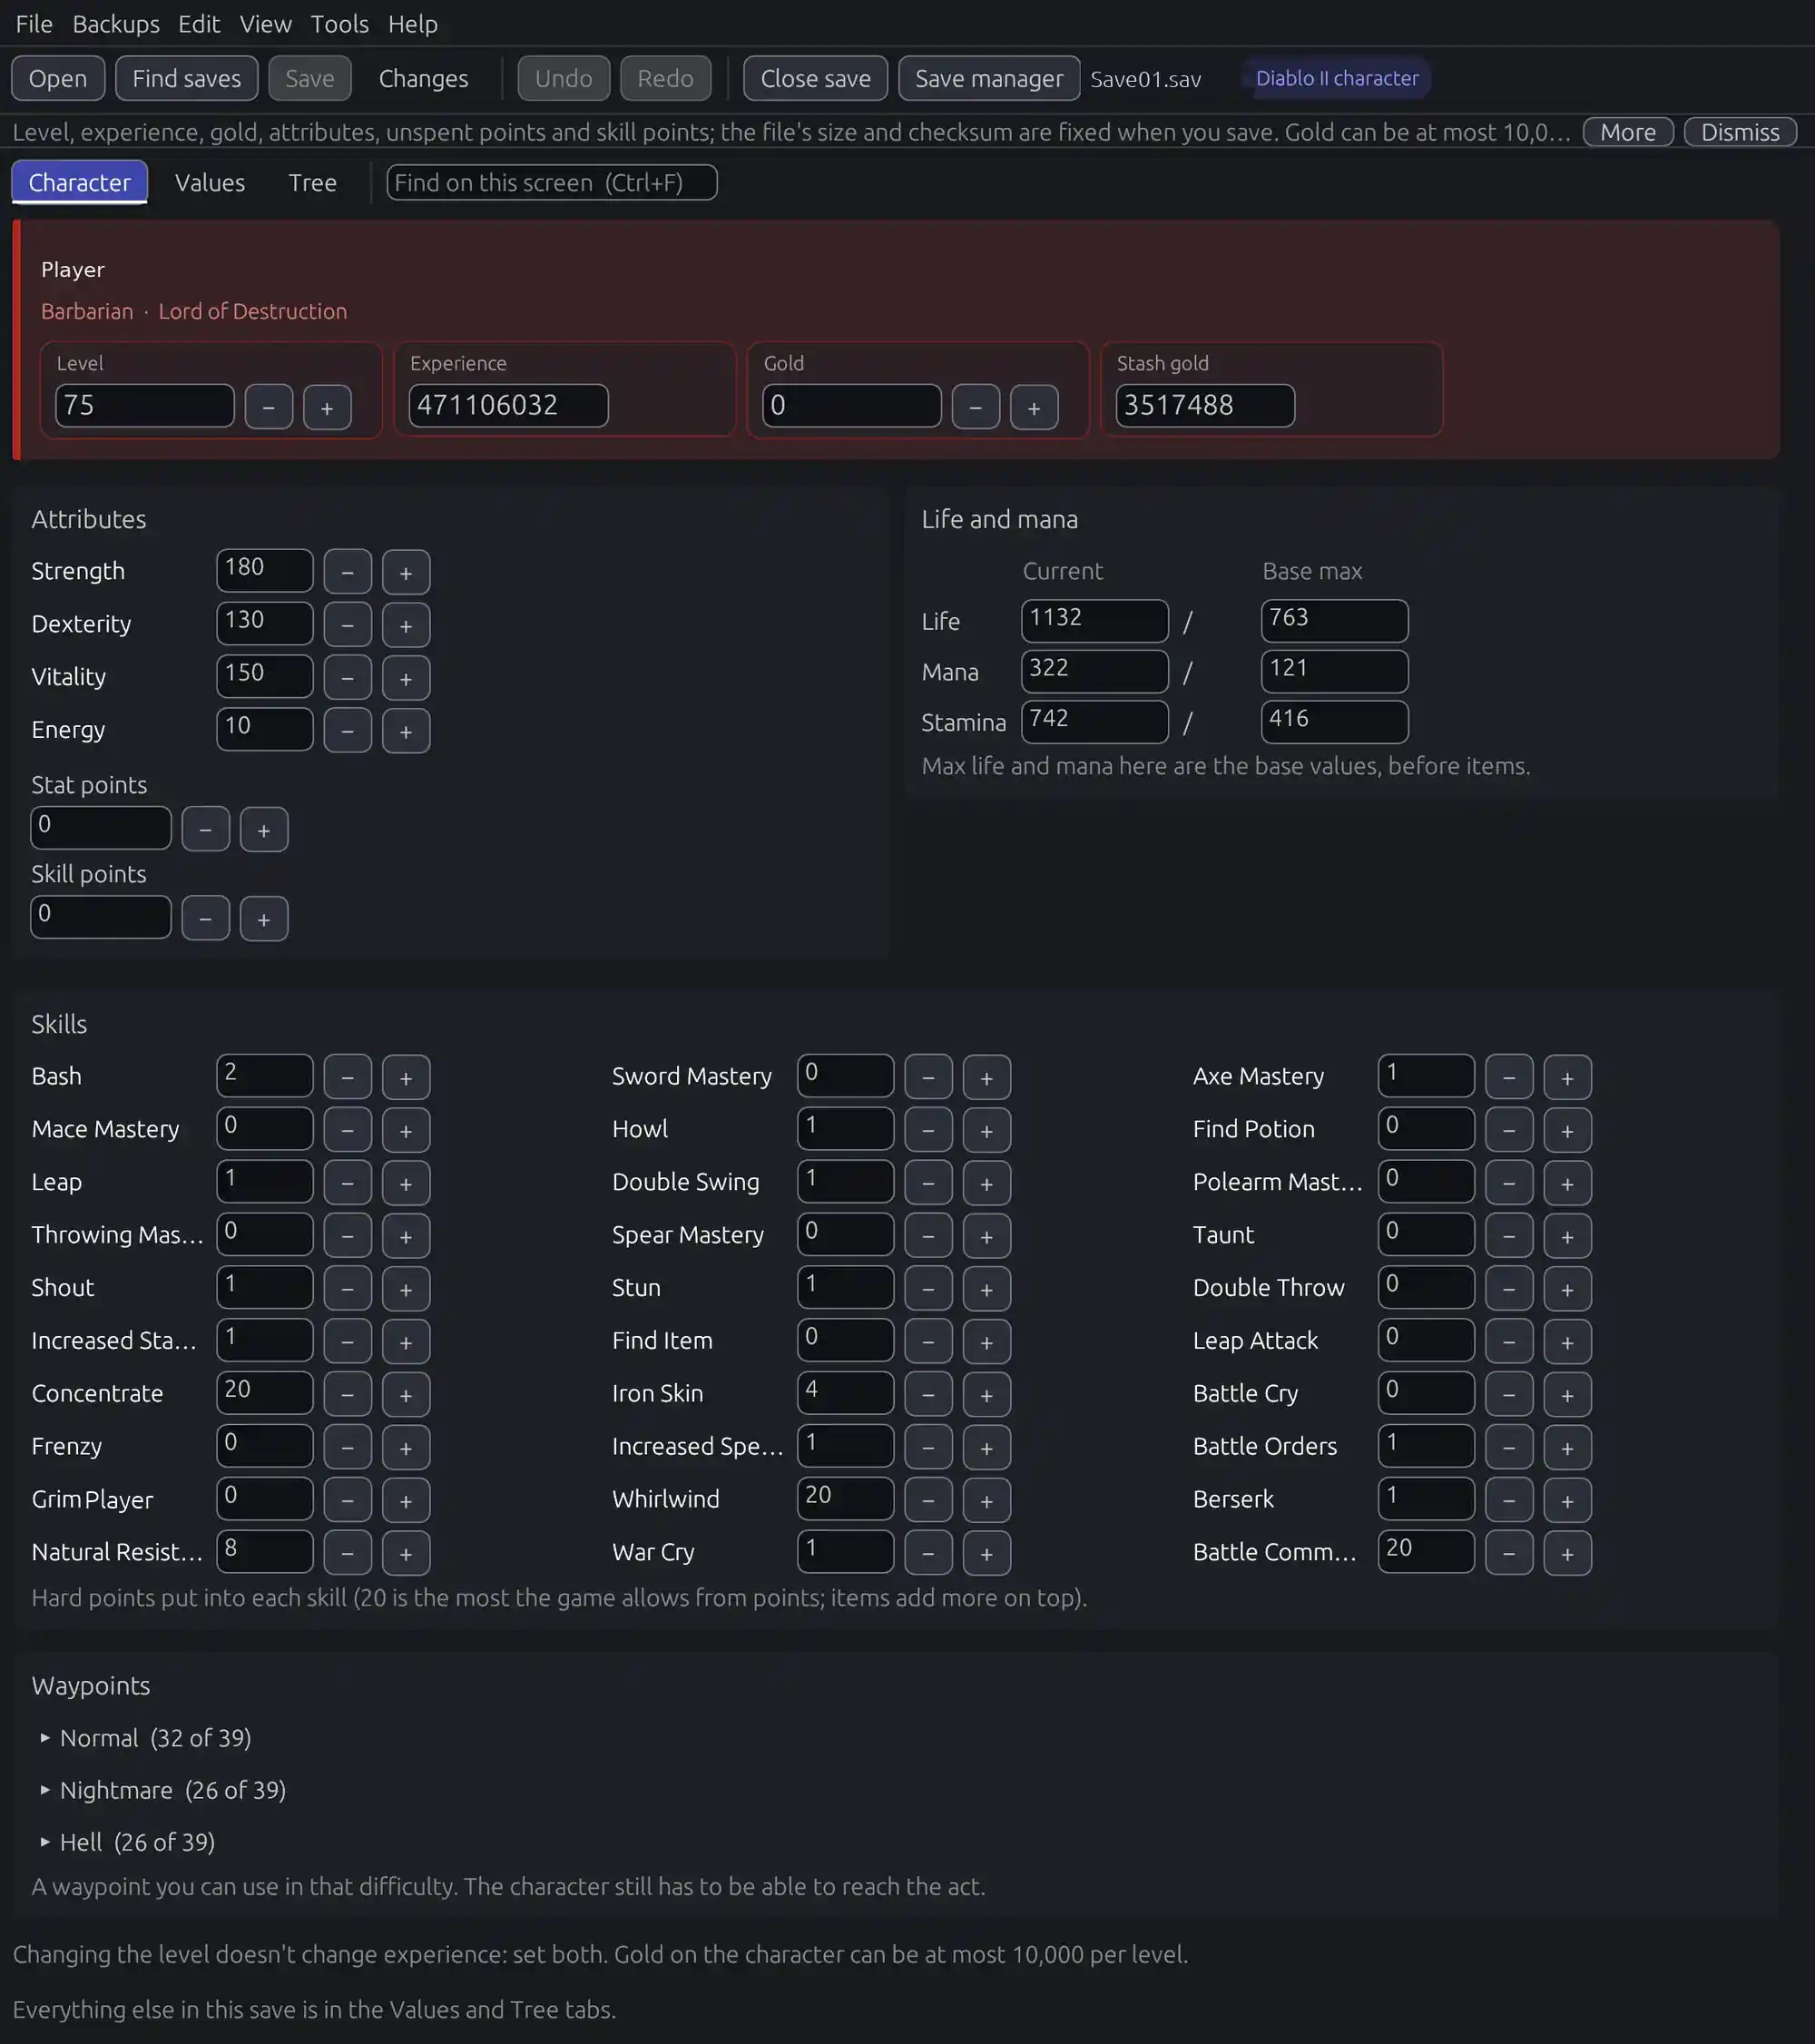 File Backups Edit View Tools Help
Open Find saves Save Changes Undo Redo Close save Save manager Save01.sav Diablo II character
Level, experience, gold, attributes, unspent points and skill points; the file's size and checksum are fixed when you save. Gold can be at most 10,0… More Dismiss
Character Values Tree Find on this screen (Ctrl+F)
Player
Barbarian · Lord of Destruction
Level Experience Gold Stash gold
75 − + 471106032 0 − + 3517488
Attributes
Strength 180 − +
Dexterity 130 − +
Vitality 150 − +
Energy 10 − +
Stat points
0 − +
Skill points
0 − +
Life and mana
Current Base max
Life 1132 / 763
Mana 322 / 121
Stamina 742 / 416
Max life and mana here are the base values, before items.
Skills
Bash 2 − + Sword Mastery 0 − + Axe Mastery 1 − +
Mace Mastery 0 − + Howl 1 − + Find Potion 0 − +
Leap 1 − + Double Swing 1 − + Polearm Mast… 0 − +
Throwing Mas… 0 − + Spear Mastery 0 − + Taunt 0 − +
Shout 1 − + Stun 1 − + Double Throw 0 − +
Increased Sta… 1 − + Find Item 0 − + Leap Attack 0 − +
Concentrate 20 − + Iron Skin 4 − + Battle Cry 0 − +
Frenzy 0 − + Increased Spe… 1 − + Battle Orders 1 − +
Grim Player 0 − + Whirlwind 20 − + Berserk 1 − +
Natural Resist… 8 − + War Cry 1 − + Battle Comm… 20 − +
Hard points put into each skill (20 is the most the game allows from points; items add more on top).
Waypoints
▸ Normal (32 of 39)
▸ Nightmare (26 of 39)
▸ Hell (26 of 39)
A waypoint you can use in that difficulty. The character still has to be able to reach the act.
Changing the level doesn't change experience: set both. Gold on the character can be at most 10,000 per level.
Everything else in this save is in the Values and Tree tabs.